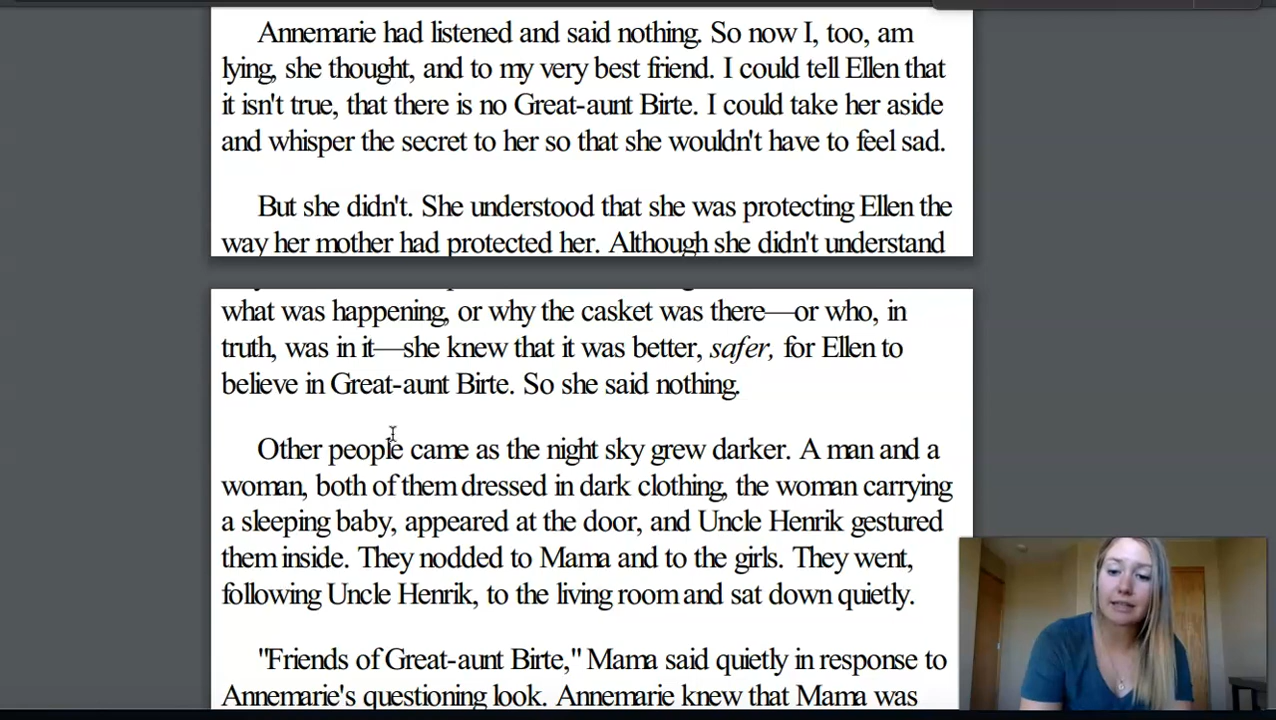 Annemarie had listened and said nothing. So now I, too, am
lying, she thought, and to my very best friend. I could tell Ellen that
it isn't true, that there is no Great-aunt Birte. I could take her aside
and whisper the secret to her so that she wouldn't have to feel sad.
But she didn't. She understood that she was protecting Ellen the
way her mother had protected her. Although she didn't understand
what was happening, or why the casket was there—or who, in
truth, was in it—she knew that it was better, safer, for Ellen to
believe in Great-aunt Birte. So she said nothing.
Other people came as the night sky grew darker. A man and a
woman, both of them dressed in dark clothing, the woman carrying
a sleeping baby, appeared at the door, and Uncle Henrik gestured
them inside. They nodded to Mama and to the girls. They went,
following Uncle Henrik, to the living room and sat down quietly.
"Friends of Great-aunt Birte," Mama said quietly in response to
Annemarie's questioning look. Annemarie knew that Mama was